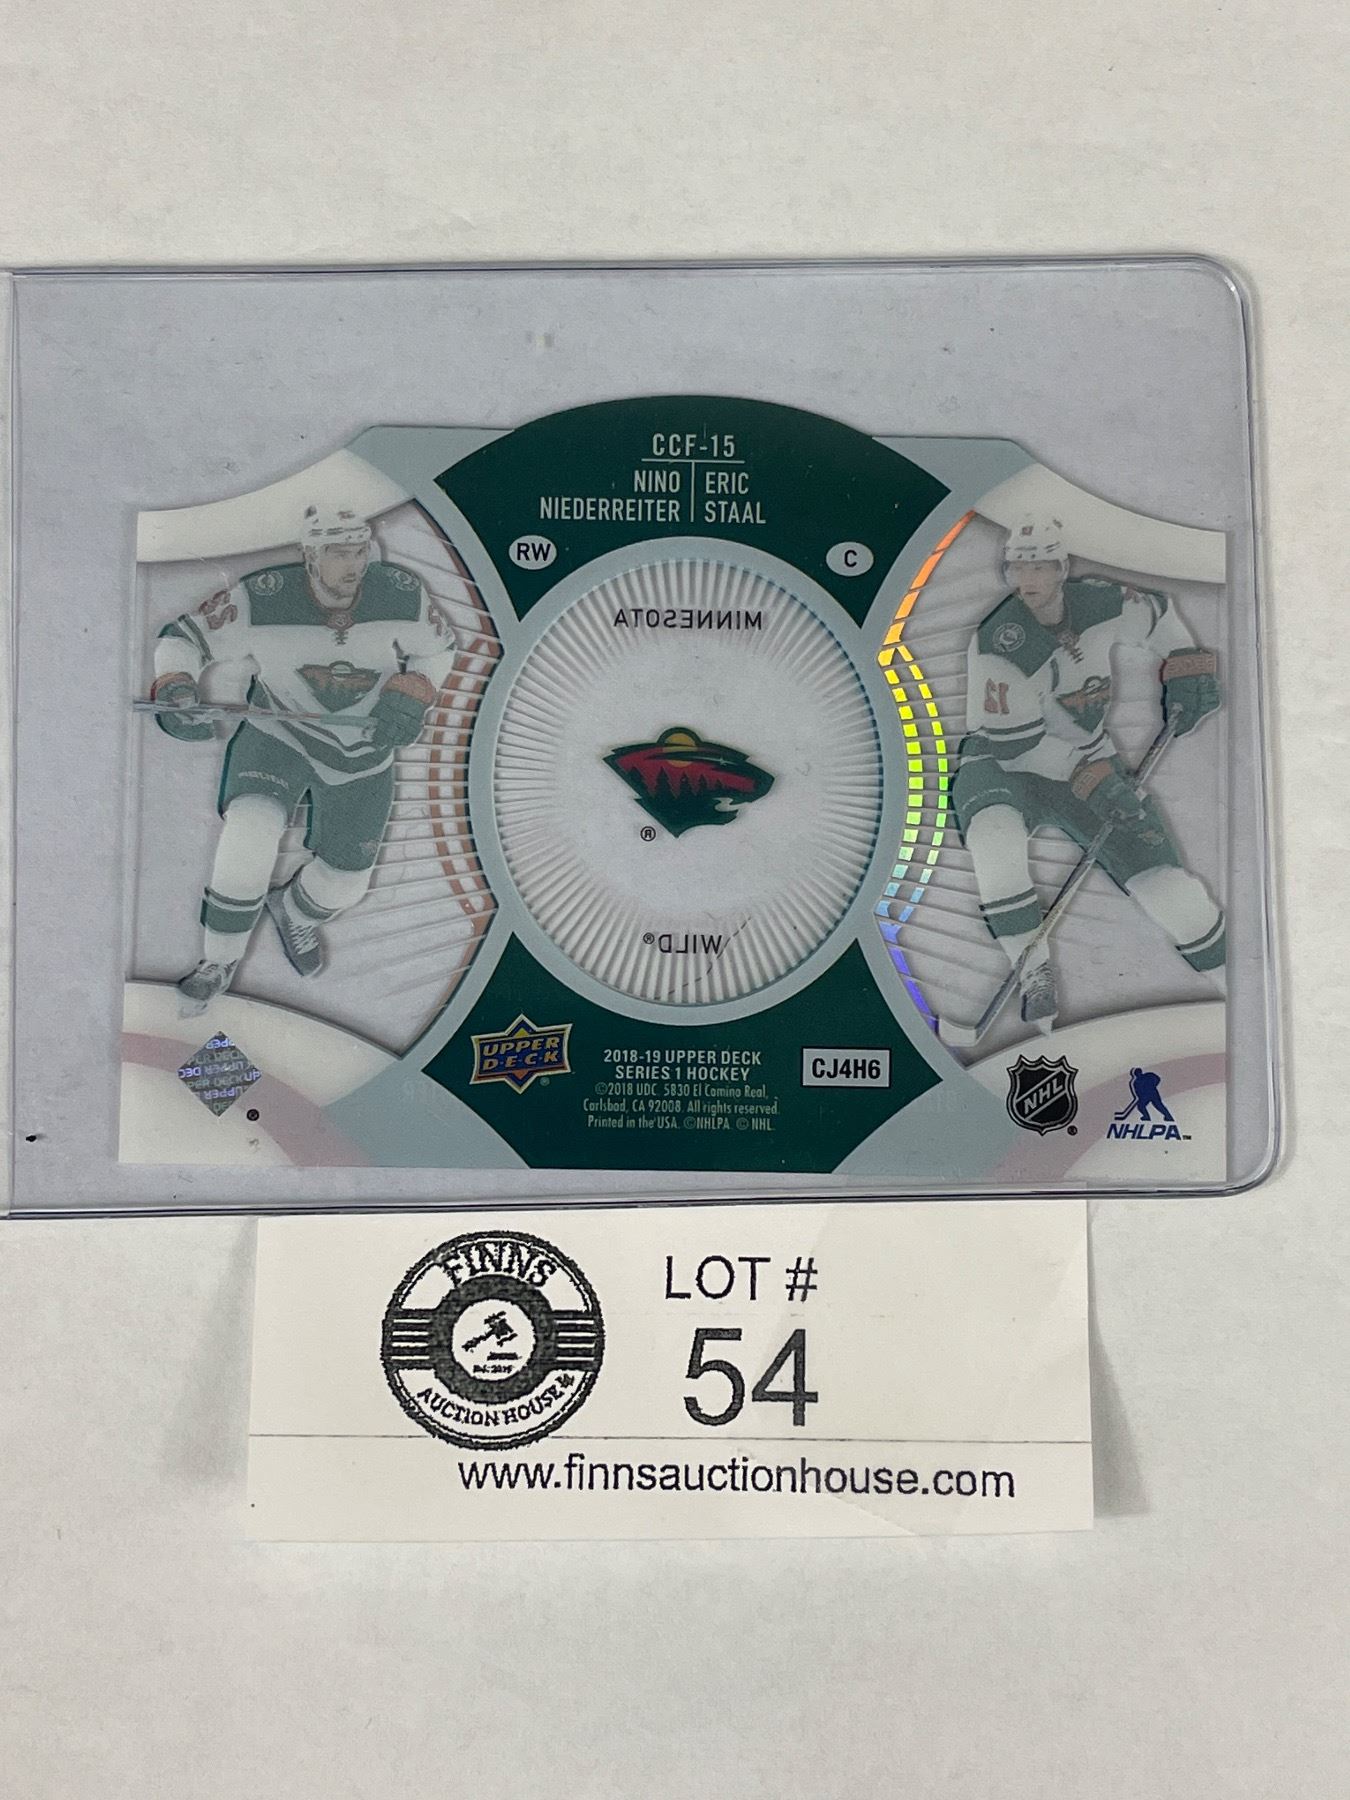 CCF-15
NINO NIEDERREITER
ERIC STAAL
RW
C
MINNESOTA
®
WILD®
UPPER
D·E·C·K
®
2018-19 UPPER DECK
SERIES 1 HOCKEY
©2018 UDC. 5830 El Camino Real,
Carlsbad, CA 92008. All rights reserved.
Printed in the USA. ©NHLPA. © NHL.
CJ4H6
NHL
®
NHLPA™
FINNS
AUCTION HOUSE
LOT #
54
www.finnsauctionhouse.com